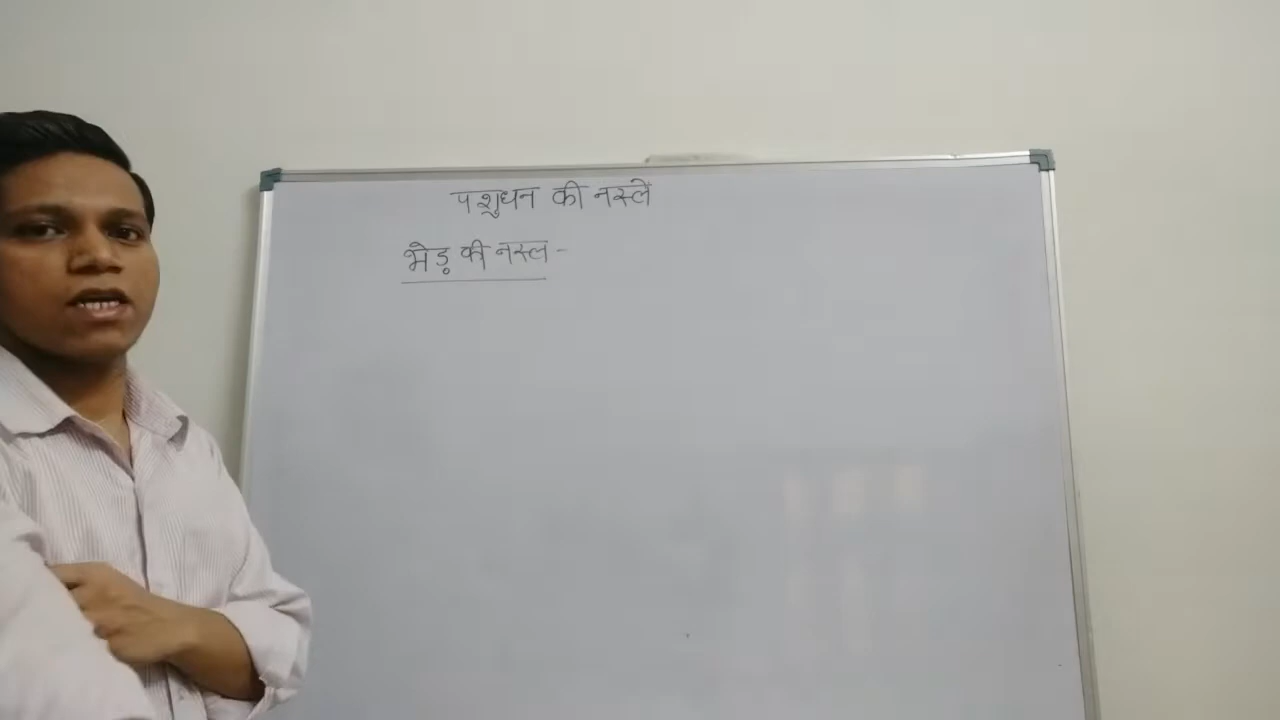 पशुधन की नस्लें
भेड़ की नस्ल -